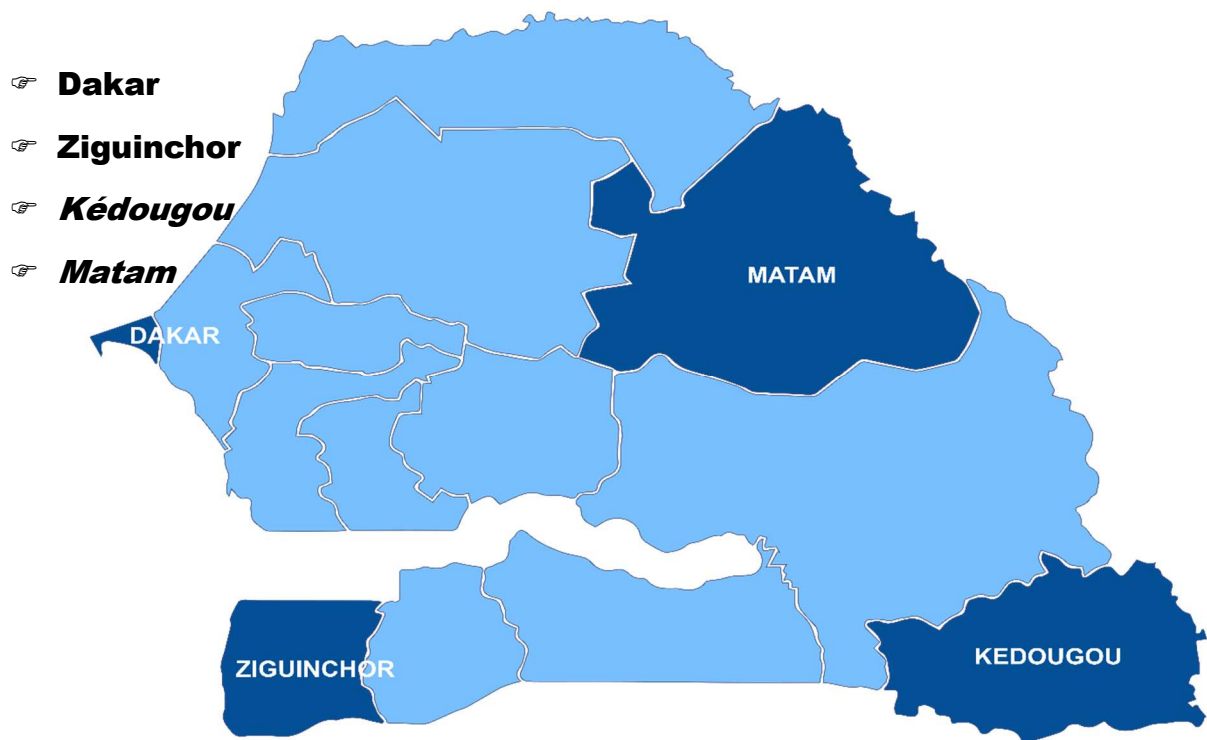 ☞ Dakar
☞ Ziguinchor
☞ Kédougou
☞ Matam
MATAM
DAKAR
KEDOUGOU
ZIGUINCHOR